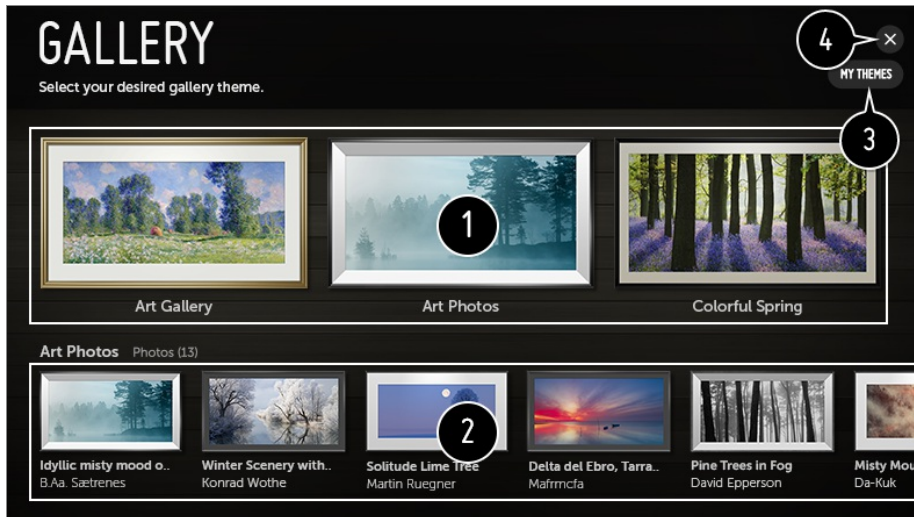 GALLERY
Select your desired gallery theme.
4
MY THEMES
3
1
Art Gallery
Art Photos
Colorful Spring
Art Photos Photos (13)
2
Idyllic misty mood o..
B.Aa. Sætrenes
Winter Scenery with..
Konrad Wothe
Solitude Lime Tree
Martin Ruegner
Delta del Ebro, Tarra..
Mafrmcfa
Pine Trees in Fog
David Epperson
Misty Mou
Da-Kuk